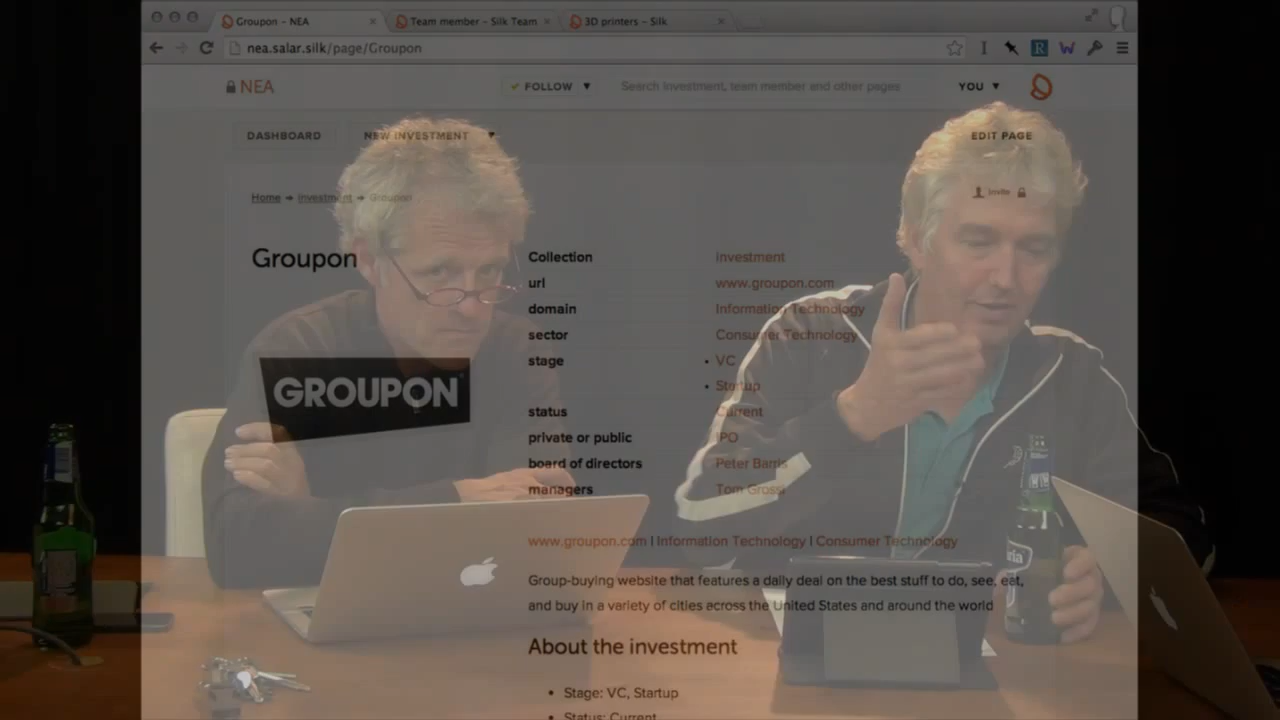 Groupon – NEA
Team member – Silk Team
3D printers – Silk
nea.salar.silk/page/Groupon
NEA
FOLLOW
Search Investment, team member and other pages
YOU
DASHBOARD
NEW INVESTMENT
EDIT PAGE
Home → Investment → Groupon
Invite
Groupon
Collection Investment
url www.groupon.com
domain Information Technology
sector Consumer Technology
stage • VC
• Startup
status Current
private or public IPO
board of directors Peter Barris
managers Tom Grossi
GROUPON
www.groupon.com | Information Technology | Consumer Technology
Group-buying website that features a daily deal on the best stuff to do, see, eat,
and buy in a variety of cities across the United States and around the world
About the investment
• Stage: VC, Startup
• Status: Current